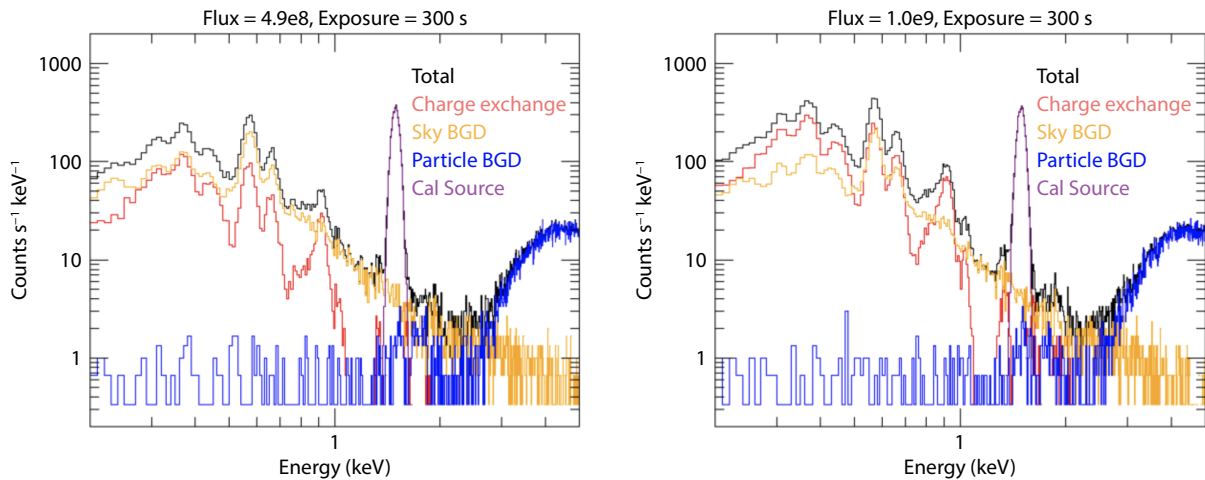 Flux = 4.9e8, Exposure = 300 s
1000
100
10
1
Counts s⁻¹ keV⁻¹
Total
Charge exchange
Sky BGD
Particle BGD
Cal Source
1
Energy (keV)
Flux = 1.0e9, Exposure = 300 s
1000
100
10
1
Counts s⁻¹ keV⁻¹
Total
Charge exchange
Sky BGD
Particle BGD
Cal Source
1
Energy (keV)